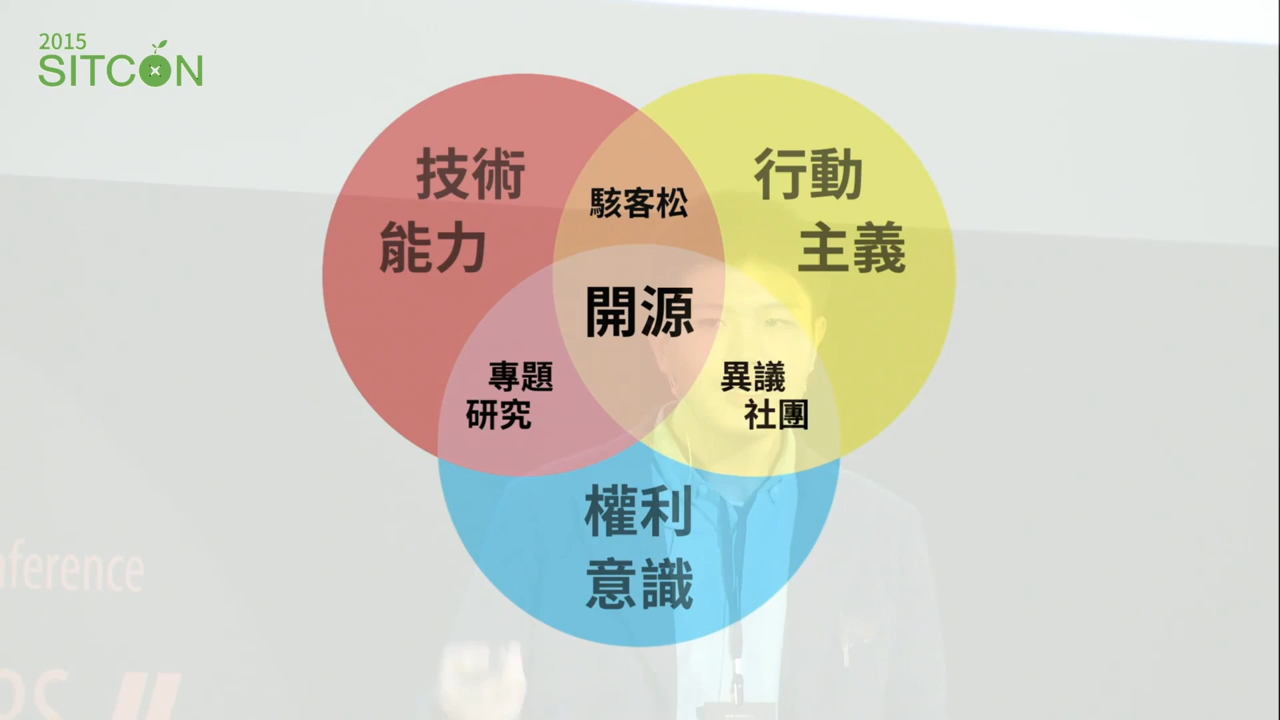 2015
SITCON
技術
能力
行動
主義
駭客松
開源
專題
研究
異議
社團
權利
意識
nference
RS //